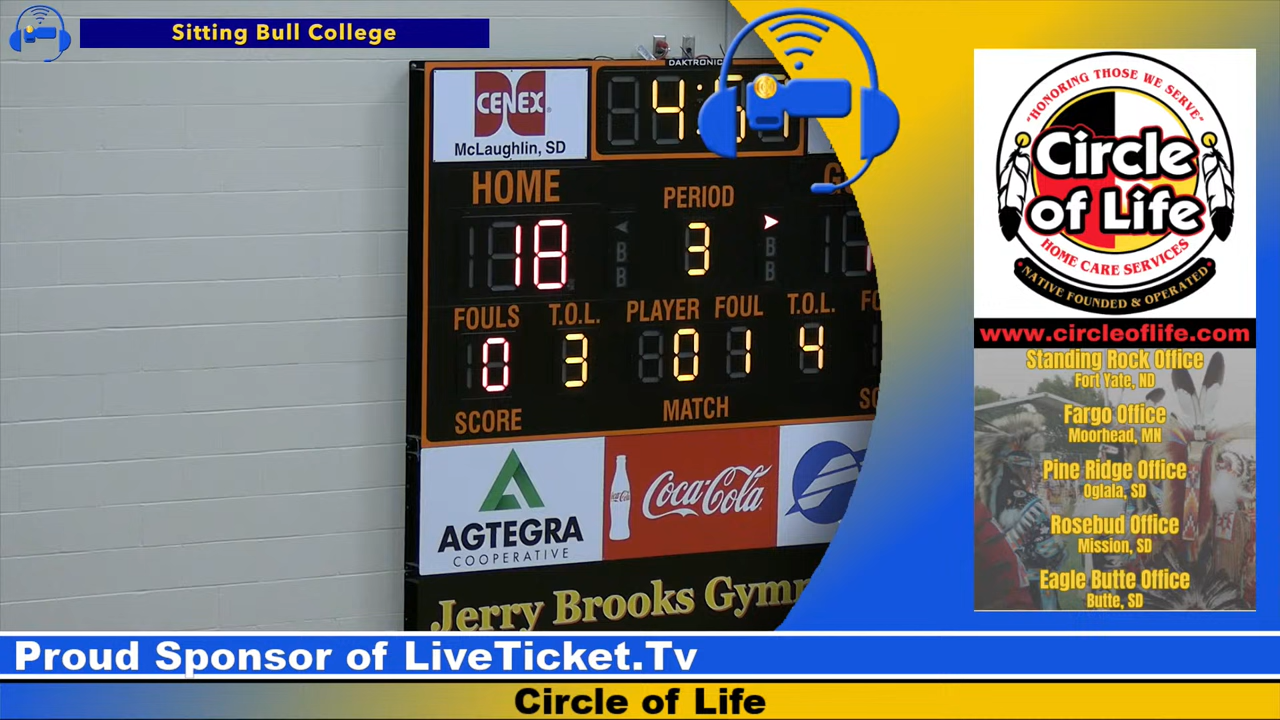 Sitting Bull College
DAKTRONIC
CENEX
McLaughlin, SD
4:
HOME
PERIOD
18
3
B
B
B
B
FOULS T.O.L. PLAYER FOUL T.O.L.
0 3 0 1 4
SCORE MATCH
AGTEGRA
COOPERATIVE
Coca-Cola
Jerry Brooks Gym
"HONORING THOSE WE SERVE"
Circle
of Life
HOME CARE SERVICES
NATIVE FOUNDED & OPERATED
www.circleoflife.com
Standing Rock Office
Fort Yate, ND
Fargo Office
Moorhead, MN
Pine Ridge Office
Oglala, SD
Rosebud Office
Mission, SD
Eagle Butte Office
Butte, SD
Proud Sponsor of LiveTicket.Tv
Circle of Life